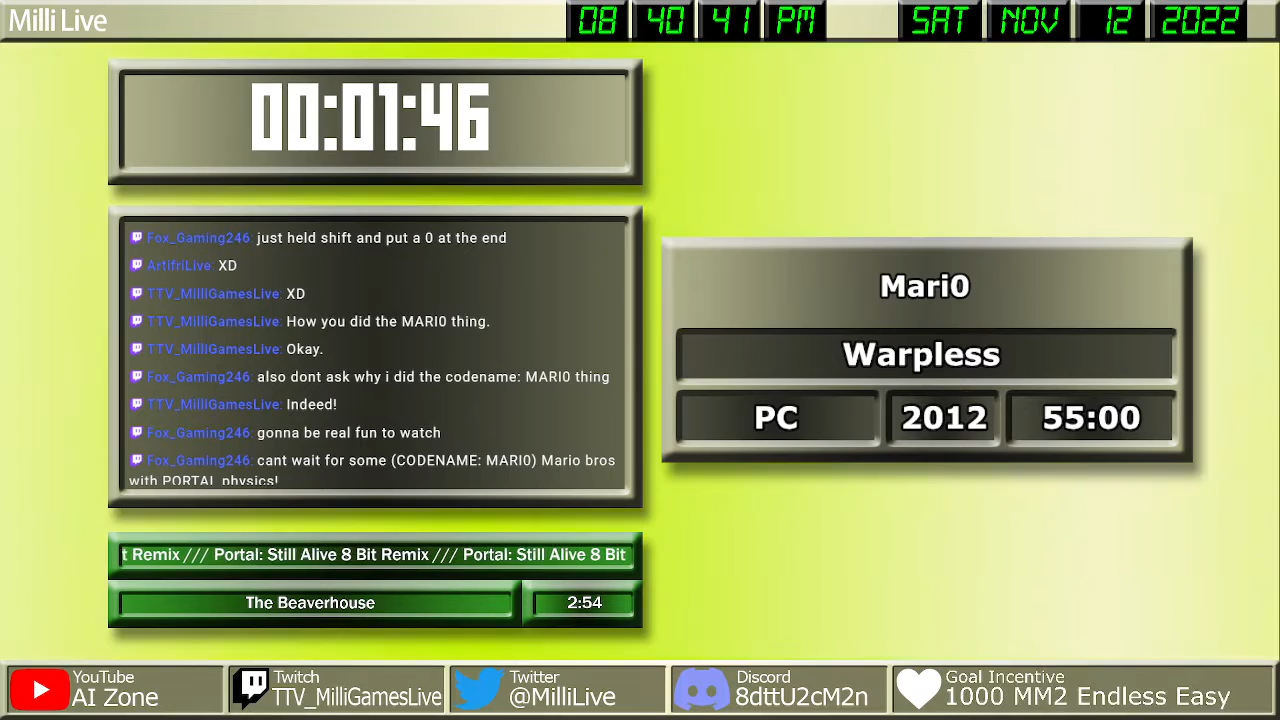 Milli Live
08 40 41 PM SAT NOV 12 2022
00:01:46
Fox_Gaming246: just held shift and put a 0 at the end
ArtifriLive: XD
TTV_MilliGamesLive: XD
TTV_MilliGamesLive: How you did the MARI0 thing.
TTV_MilliGamesLive: Okay.
Fox_Gaming246: also dont ask why i did the codename: MARI0 thing
TTV_MilliGamesLive: Indeed!
Fox_Gaming246: gonna be real fun to watch
Fox_Gaming246: cant wait for some (CODENAME: MARI0) Mario bros
with PORTAL physics!
Mari0
Warpless
PC 2012 55:00
t Remix /// Portal: Still Alive 8 Bit Remix /// Portal: Still Alive 8 Bit
The Beaverhouse 2:54
YouTube
AI Zone
Twitch
TTV_MilliGamesLive
Twitter
@MilliLive
Discord
8dttU2cM2n
Goal Incentive
1000 MM2 Endless Easy